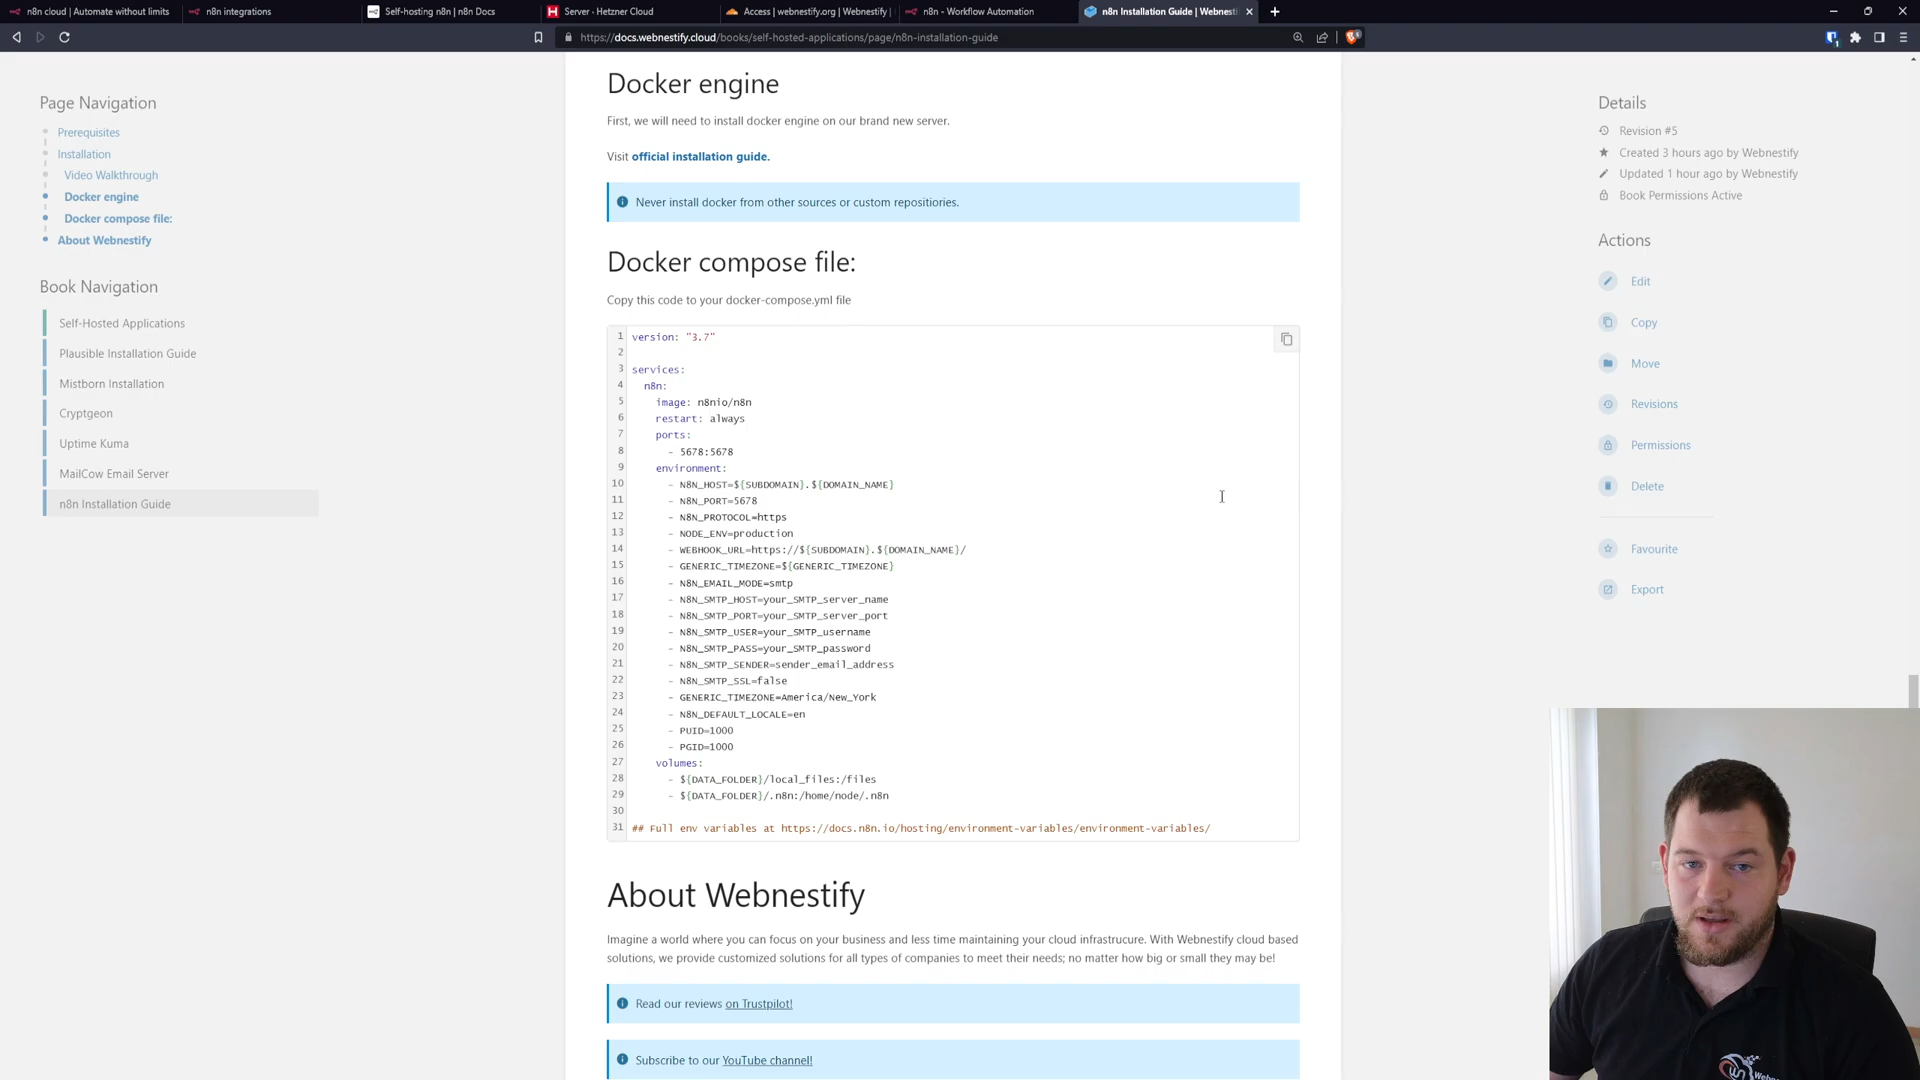 n8n cloud | Automate without limits
n8n integrations
Self-hosting n8n | n8n Docs
Server · Hetzner Cloud
Access | webnestify.org | Webnestify |
n8n - Workflow Automation
n8n Installation Guide | Webnesti
https://docs.webnestify.cloud/books/self-hosted-applications/page/n8n-installation-guide
Page Navigation
Prerequisites
Installation
Video Walkthrough
Docker engine
Docker compose file:
About Webnestify
Book Navigation
Self-Hosted Applications
Plausible Installation Guide
Mistborn Installation
Cryptgeon
Uptime Kuma
MailCow Email Server
n8n Installation Guide
Docker engine
First, we will need to install docker engine on our brand new server.
Visit official installation guide.
Never install docker from other sources or custom repositiories.
Docker compose file:
Copy this code to your docker-compose.yml file
1 version: "3.7"
2
3 services:
4 n8n:
5 image: n8nio/n8n
6 restart: always
7 ports:
8 - 5678:5678
9 environment:
10 - N8N_HOST=${SUBDOMAIN}.${DOMAIN_NAME}
11 - N8N_PORT=5678
12 - N8N_PROTOCOL=https
13 - NODE_ENV=production
14 - WEBHOOK_URL=https://${SUBDOMAIN}.${DOMAIN_NAME}/
15 - GENERIC_TIMEZONE=${GENERIC_TIMEZONE}
16 - N8N_EMAIL_MODE=smtp
17 - N8N_SMTP_HOST=your_SMTP_server_name
18 - N8N_SMTP_PORT=your_SMTP_server_port
19 - N8N_SMTP_USER=your_SMTP_username
20 - N8N_SMTP_PASS=your_SMTP_password
21 - N8N_SMTP_SENDER=sender_email_address
22 - N8N_SMTP_SSL=false
23 - GENERIC_TIMEZONE=America/New_York
24 - N8N_DEFAULT_LOCALE=en
25 - PUID=1000
26 - PGID=1000
27 volumes:
28 - ${DATA_FOLDER}/local_files:/files
29 - ${DATA_FOLDER}/.n8n:/home/node/.n8n
30
31 ## Full env variables at https://docs.n8n.io/hosting/environment-variables/environment-variables/
About Webnestify
Imagine a world where you can focus on your business and less time maintaining your cloud infrastrucure. With Webnestify cloud based
solutions, we provide customized solutions for all types of companies to meet their needs; no matter how big or small they may be!
Read our reviews on Trustpilot!
Subscribe to our YouTube channel!
Details
Revision #5
Created 3 hours ago by Webnestify
Updated 1 hour ago by Webnestify
Book Permissions Active
Actions
Edit
Copy
Move
Revisions
Permissions
Delete
Favourite
Export